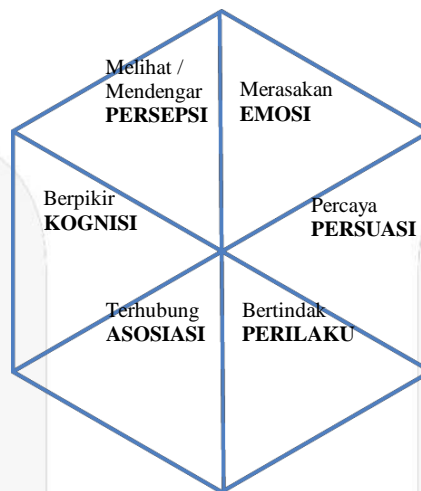 Melihat /
Mendengar
PERSEPSI
Merasakan
EMOSI
Berpikir
KOGNISI
Percaya
PERSUASI
Terhubung
ASOSIASI
Bertindak
PERILAKU